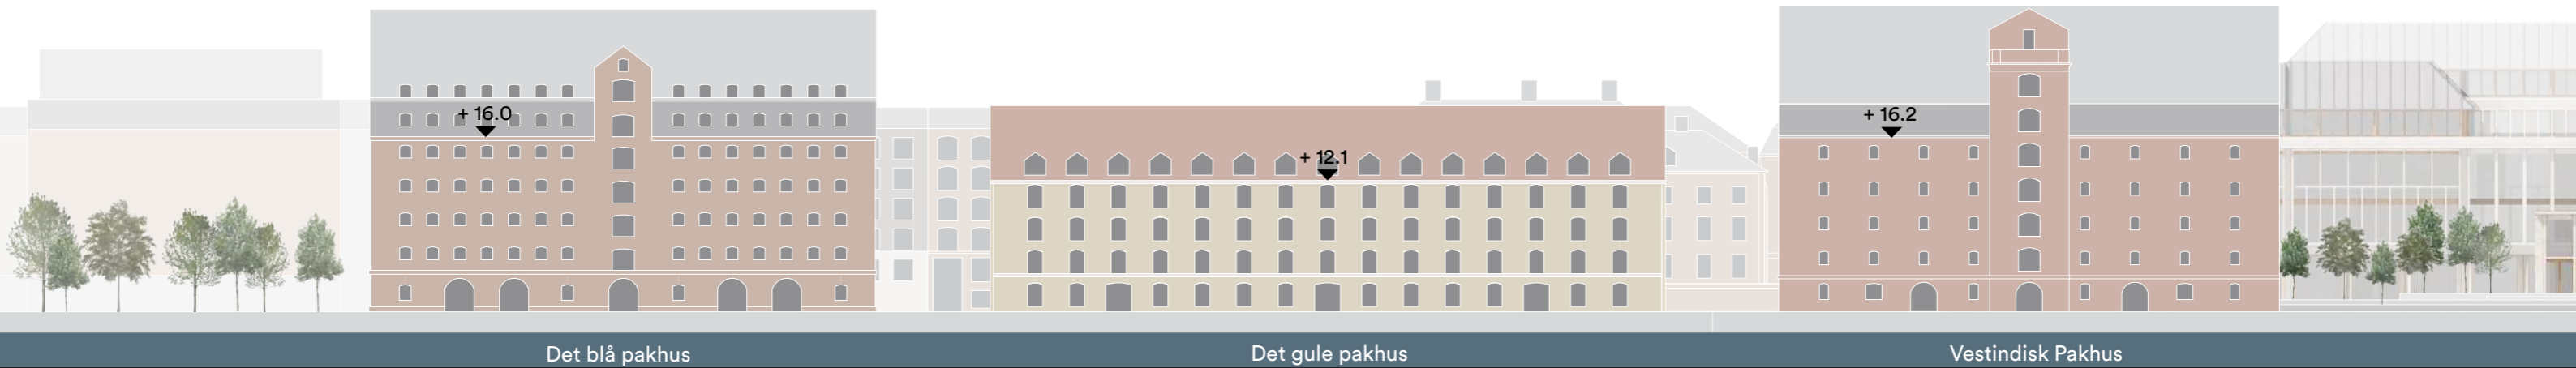 + 16.0
+ 12.1
+ 16.2
Det blå pakhus
Det gule pakhus
Vestindisk Pakhus